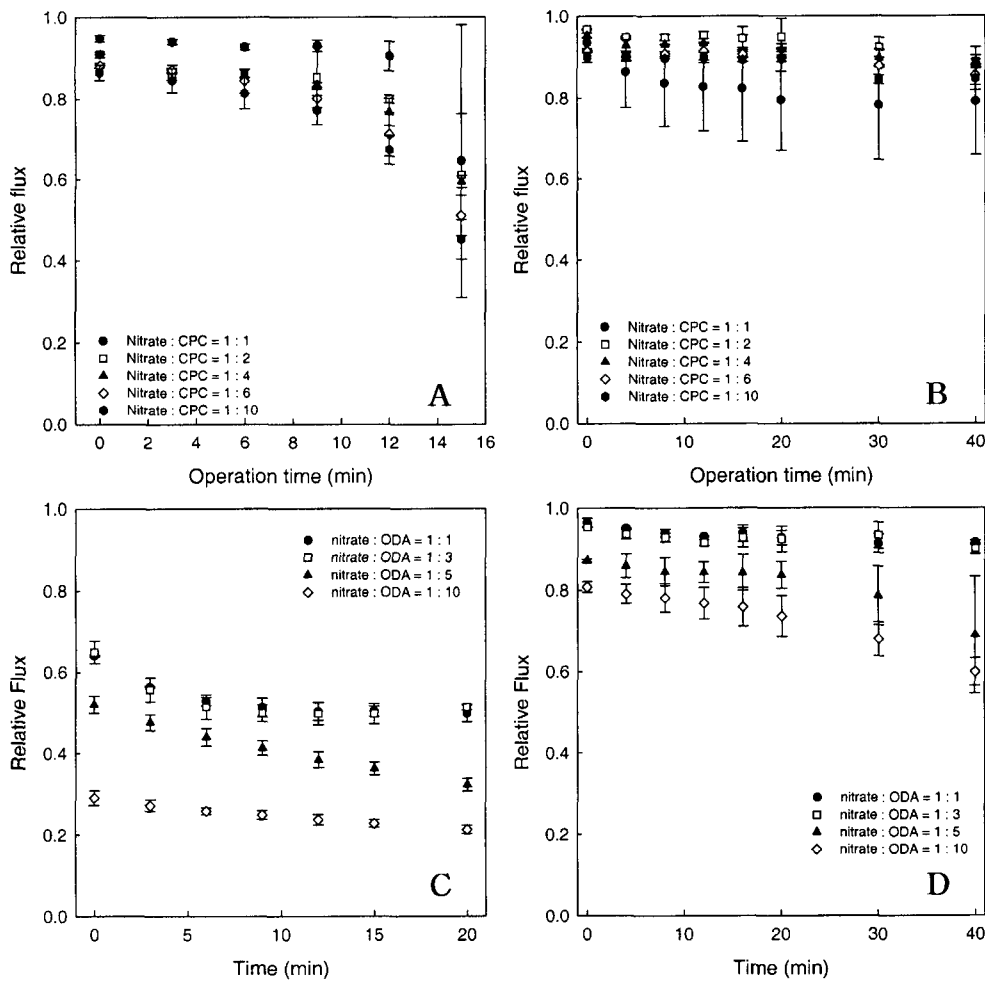 1.0
0.8
0.6
0.4
0.2
0.0
Relative flux
Nitrate : CPC = 1 : 1
Nitrate : CPC = 1 : 2
Nitrate : CPC = 1 : 4
Nitrate : CPC = 1 : 6
Nitrate : CPC = 1 : 10
A
0 2 4 6 8 10 12 14 16
Operation time (min)
1.0
0.8
0.6
0.4
0.2
0.0
Relative flux
Nitrate : CPC = 1 : 1
Nitrate : CPC = 1 : 2
Nitrate : CPC = 1 : 4
Nitrate : CPC = 1 : 6
Nitrate : CPC = 1 : 10
B
0 10 20 30 40
Operation time (min)
1.0
0.8
0.6
0.4
0.2
0.0
Relative Flux
nitrate : ODA = 1 : 1
nitrate : ODA = 1 : 3
nitrate : ODA = 1 : 5
nitrate : ODA = 1 : 10
C
0 5 10 15 20
Time (min)
1.0
0.8
0.6
0.4
0.2
0.0
Relative Flux
nitrate : ODA = 1 : 1
nitrate : ODA = 1 : 3
nitrate : ODA = 1 : 5
nitrate : ODA = 1 : 10
D
0 10 20 30 40
Time (min)